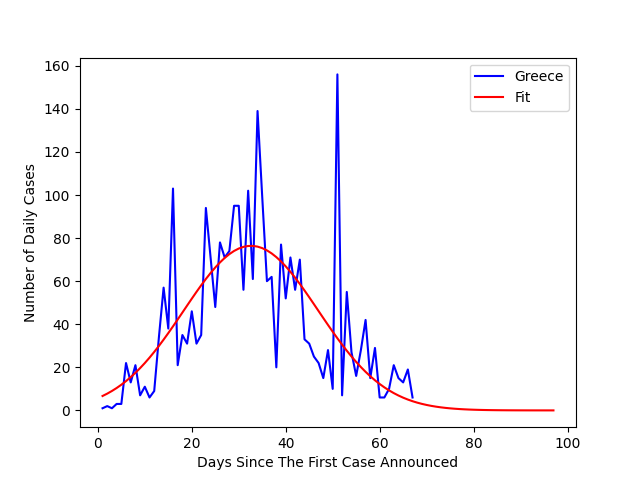 Greece
Fit
160
140
120
100
80
60
40
20
0
Number of Daily Cases
0 20 40 60 80 100
Days Since The First Case Announced